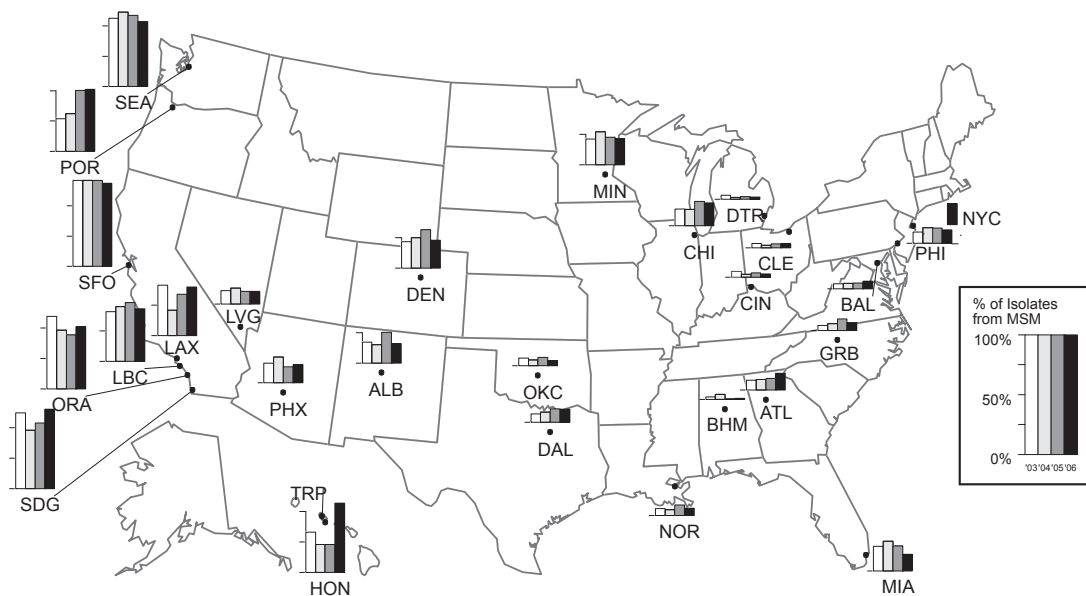 SEA
POR
MIN
NYC
DTR
CHI
PHI
CLE
SFO
DEN
CIN
BAL
% of Isolates
from MSM
100%
50%
0%
'03 '04 '05 '06
LVG
LAX
GRB
LBC
ALB
OKC
ORA
PHX
ATL
BHM
DAL
SDG
TRP
NOR
HON
MIA